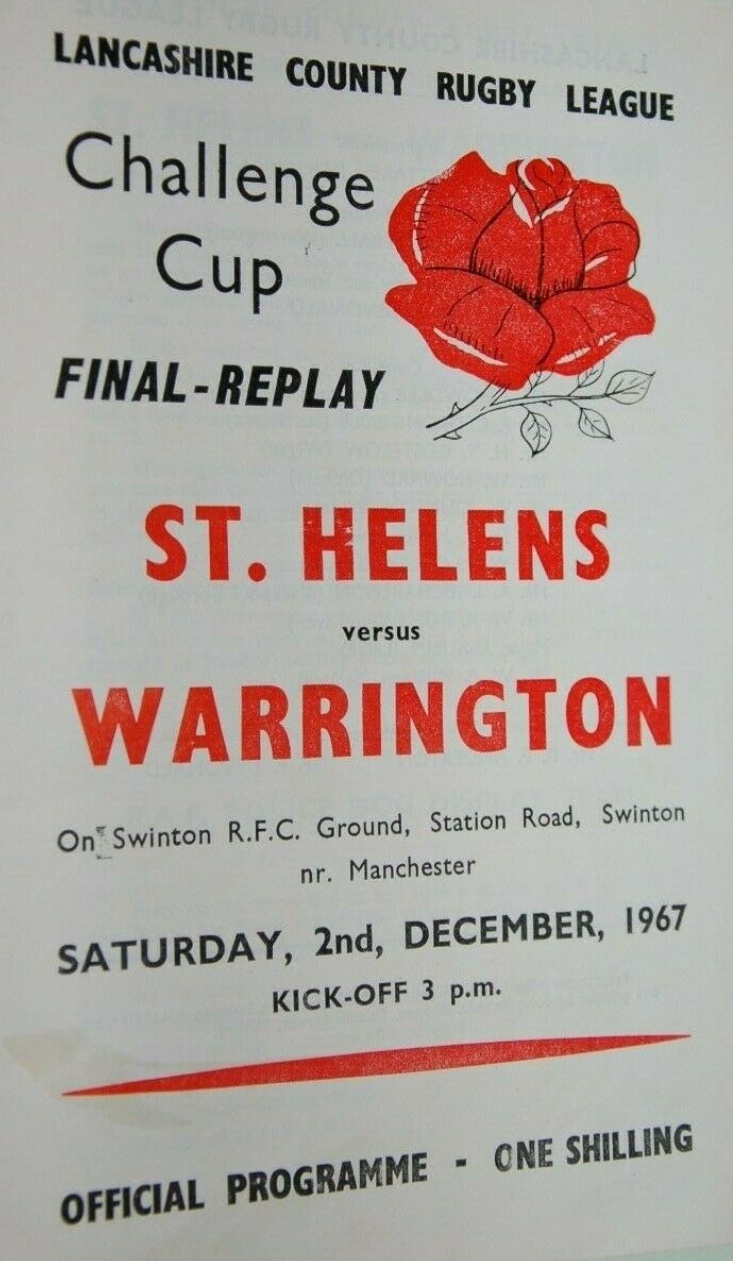 LANCASHIRE COUNTY RUGBY LEAGUE
Challenge
Cup
FINAL-REPLAY
ST. HELENS
versus
WARRINGTON
On Swinton R.F.C. Ground, Station Road, Swinton
nr. Manchester
SATURDAY, 2nd, DECEMBER, 1967
KICK-OFF 3 p.m.
OFFICIAL PROGRAMME - ONE SHILLING